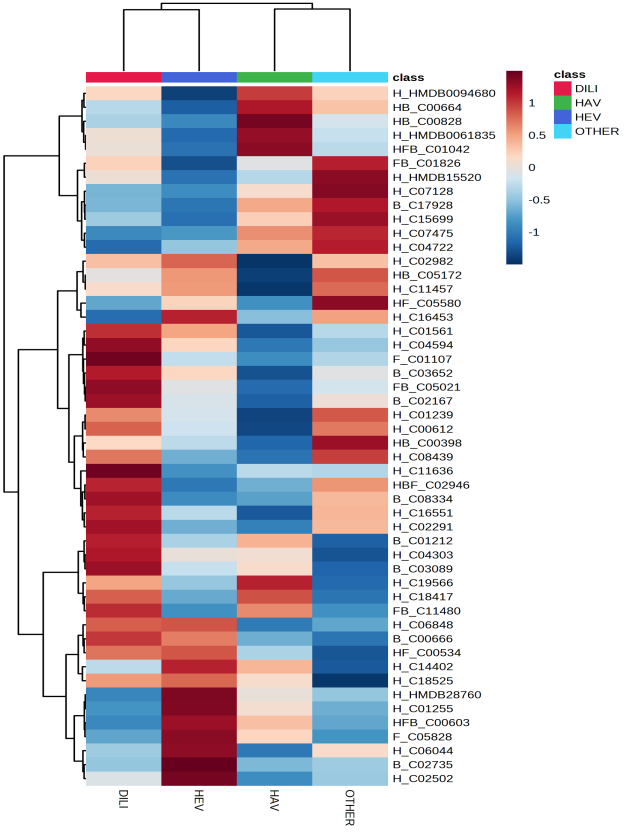 class
H_HMDB0094680
HB_C00664
HB_C00828
H_HMDB0061835
HFB_C01042
FB_C01826
H_HMDB15520
H_C07128
B_C17928
H_C15699
H_C07475
H_C04722
H_C02982
HB_C05172
H_C11457
HF_C05580
H_C16453
H_C01561
H_C04594
F_C01107
B_C03652
FB_C05021
B_C02167
H_C01239
H_C00612
HB_C00398
H_C08439
H_C11636
HBF_C02946
B_C08334
H_C16551
H_C02291
B_C01212
H_C04303
B_C03089
H_C19566
H_C18417
FB_C11480
H_C06848
B_C00666
HF_C00534
H_C14402
H_C18525
H_HMDB28760
H_C01255
HFB_C00603
F_C05828
H_C06044
B_C02735
H_C02502
DILI
HEV
HAV
OTHER
1
0.5
0
-0.5
-1
class
DILI
HAV
HEV
OTHER